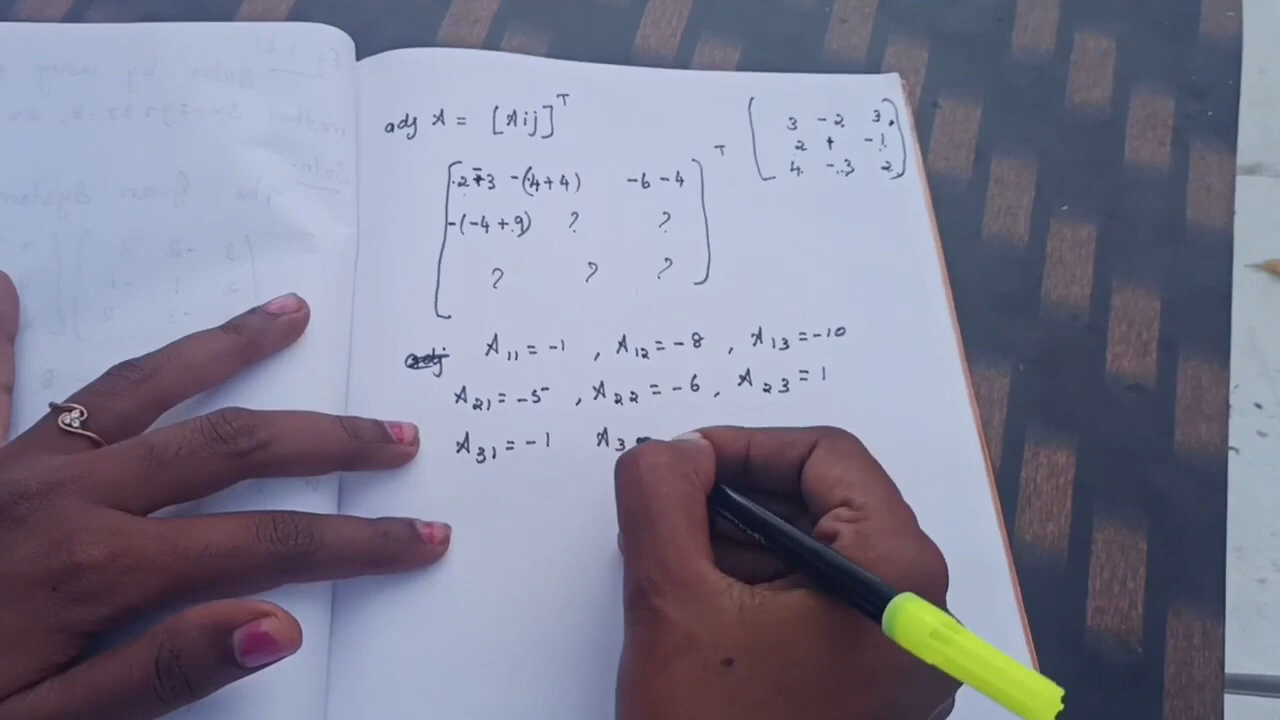 adj A = [Aij]^T
[ 2-3 -(4+4) -6-4
-(-4+9) ? ?
? ? ? ]^T
[ 3 -2 3
2 1 -1
4 -3 2 ]
A11 = -1 , A12 = -8 , A13 = -10
A21 = -5 , A22 = -6 , A23 = 1
A31 = -1 A3